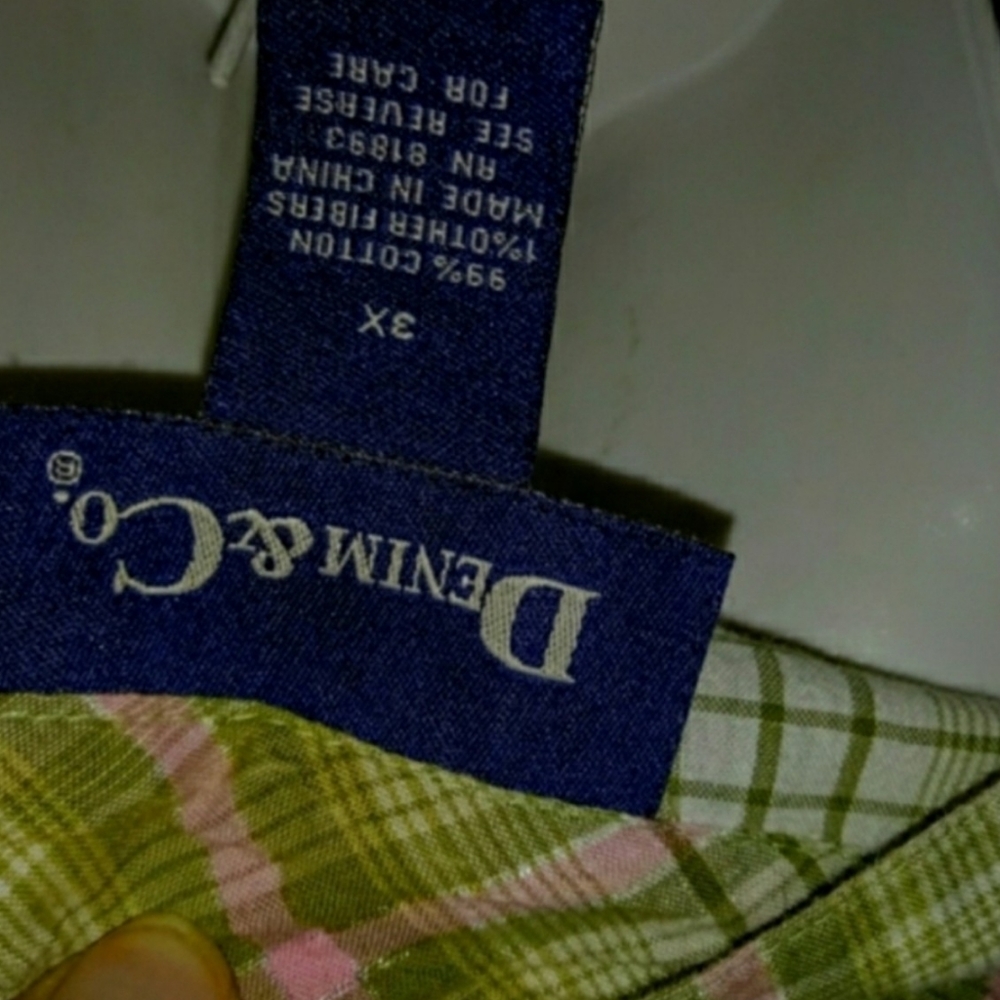 DENIM & CO.®
3X
99% COTTON
1% OTHER FIBERS
MADE IN CHINA
RN 81893
SEE REVERSE
FOR CARE